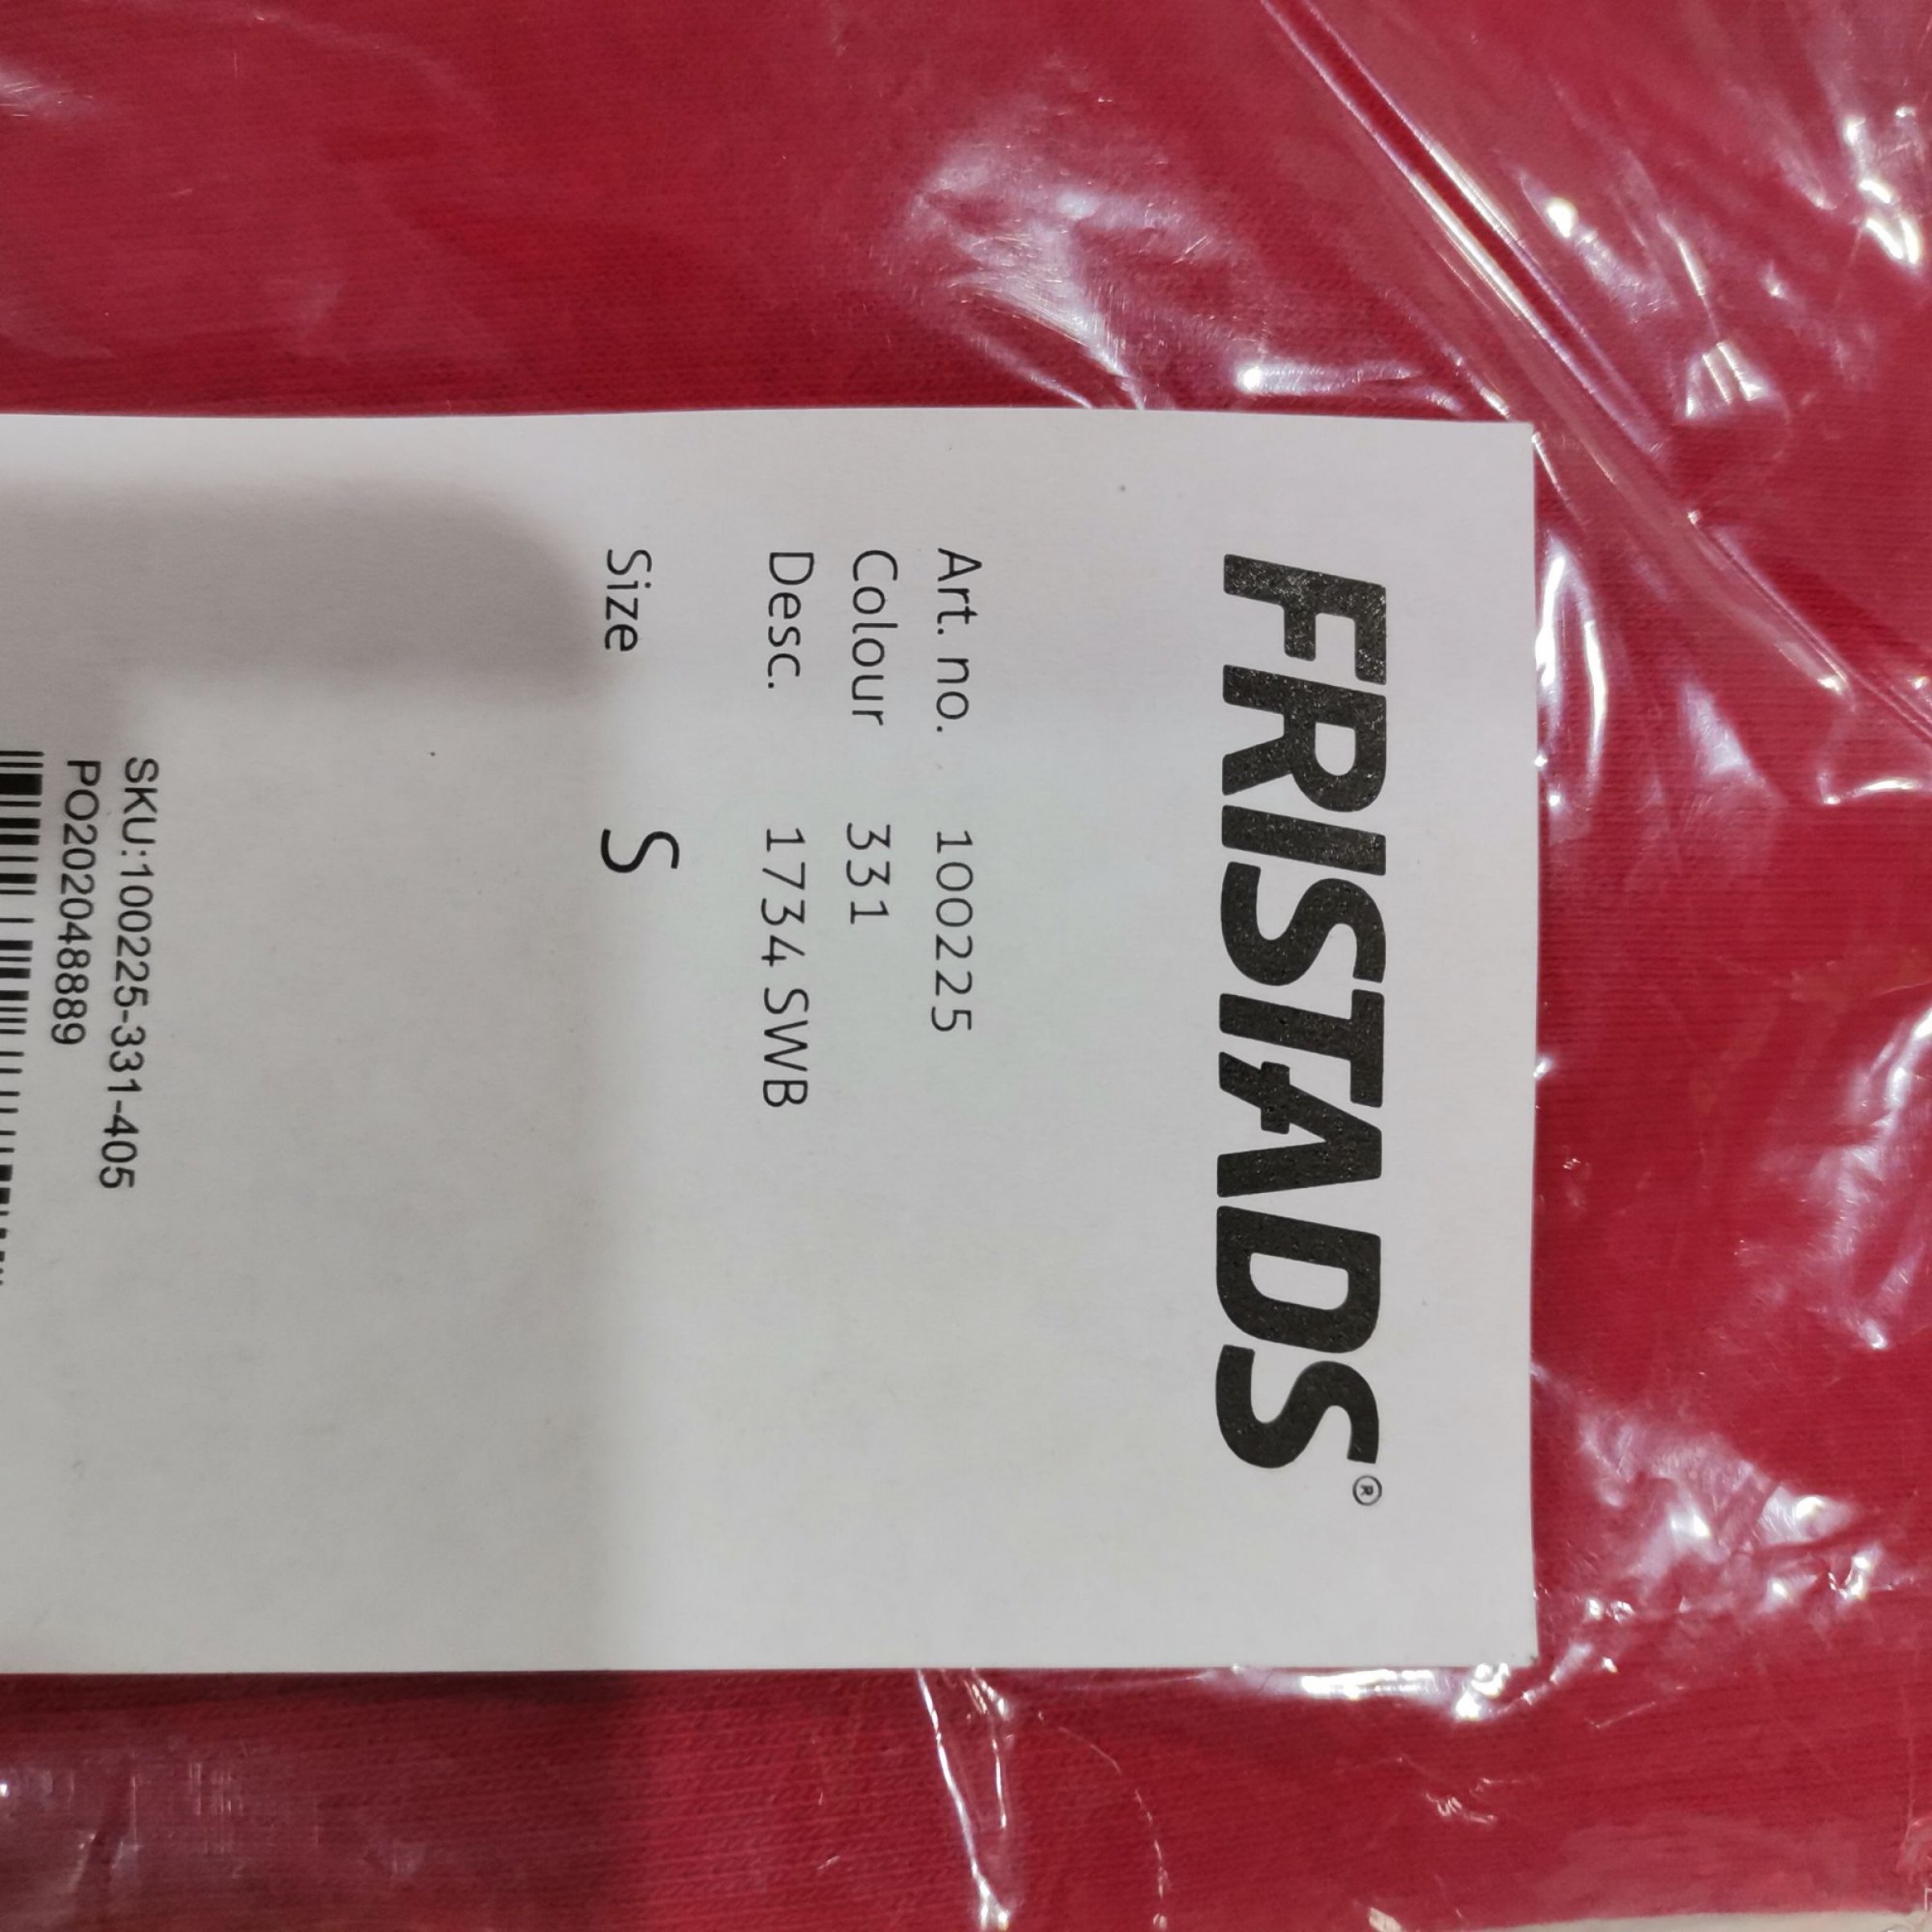 FRISTADS®
Art. no. 100225
Colour 331
Desc. 1734 SWB
Size S
SKU:100225-331-405
PO202048889